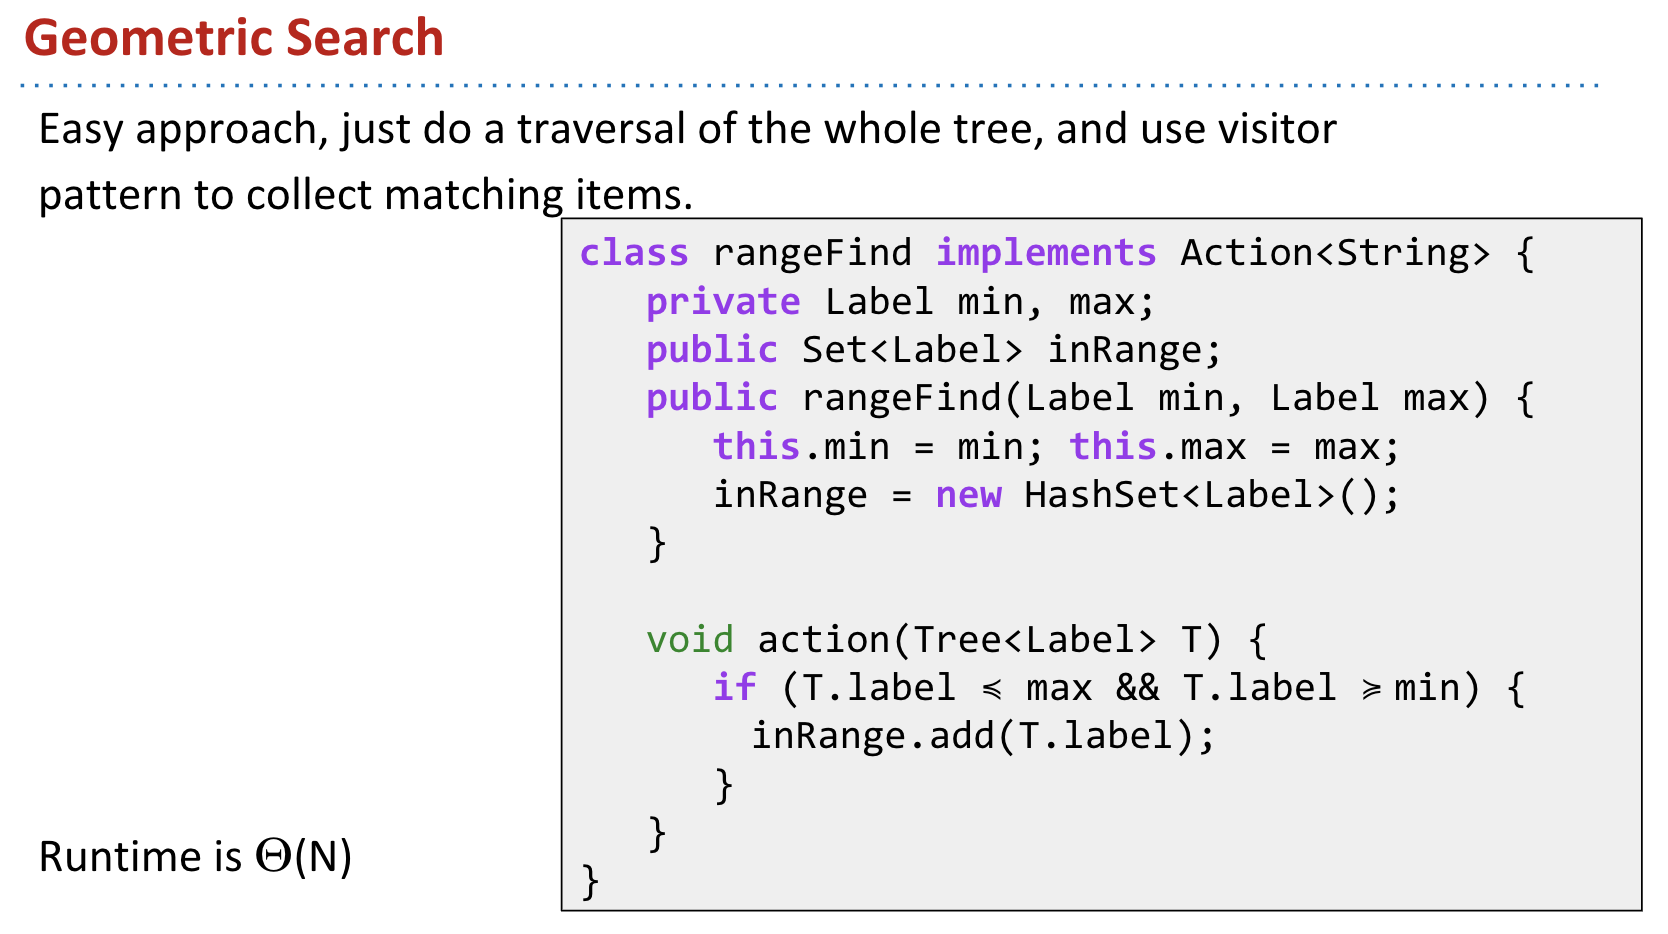 Geometric Search
Easy approach, just do a traversal of the whole tree, and use visitor
pattern to collect matching items.
class rangeFind implements Action<String> {
   private Label min, max;
   public Set<Label> inRange;
   public rangeFind(Label min, Label max) {
      this.min = min; this.max = max;
      inRange = new HashSet<Label>();
   }

   void action(Tree<Label> T) {
      if (T.label ≼ max && T.label ≽ min) {
        inRange.add(T.label);
      }
   }
}
Runtime is Θ(N)